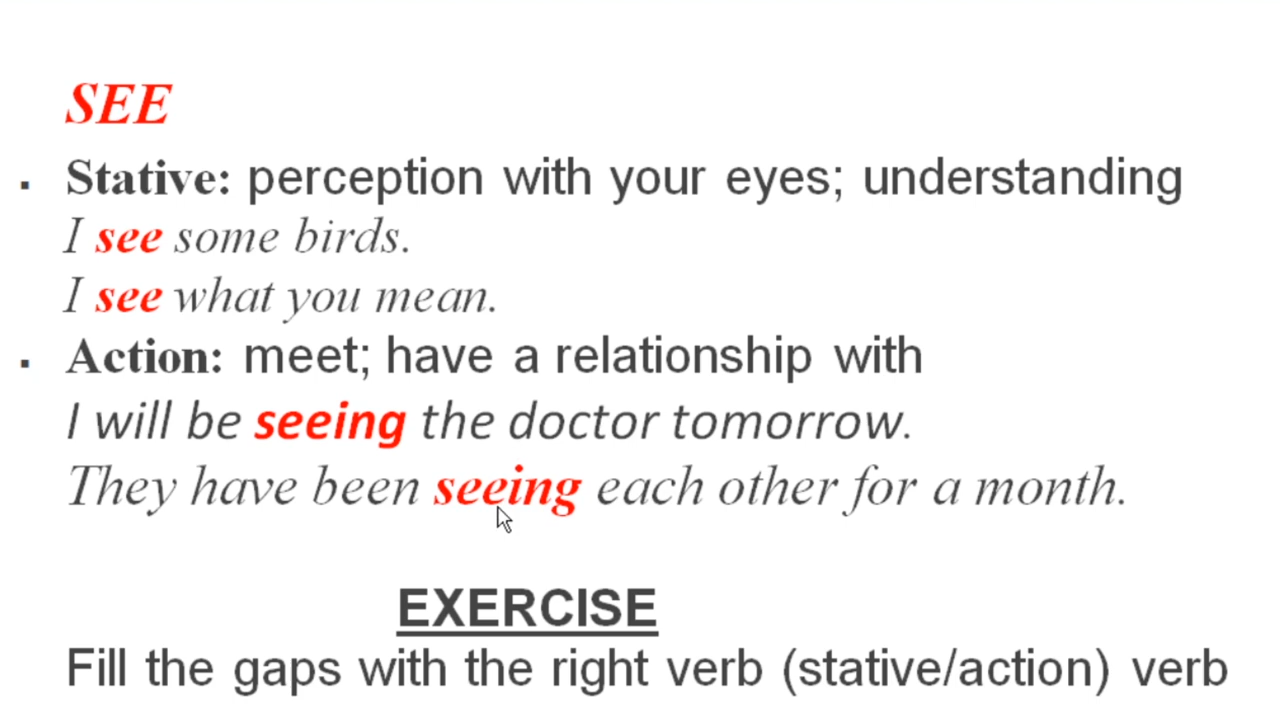 SEE
▪ Stative: perception with your eyes; understanding
I see some birds.
I see what you mean.
▪ Action: meet; have a relationship with
I will be seeing the doctor tomorrow.
They have been seeing each other for a month.
EXERCISE
Fill the gaps with the right verb (stative/action) verb